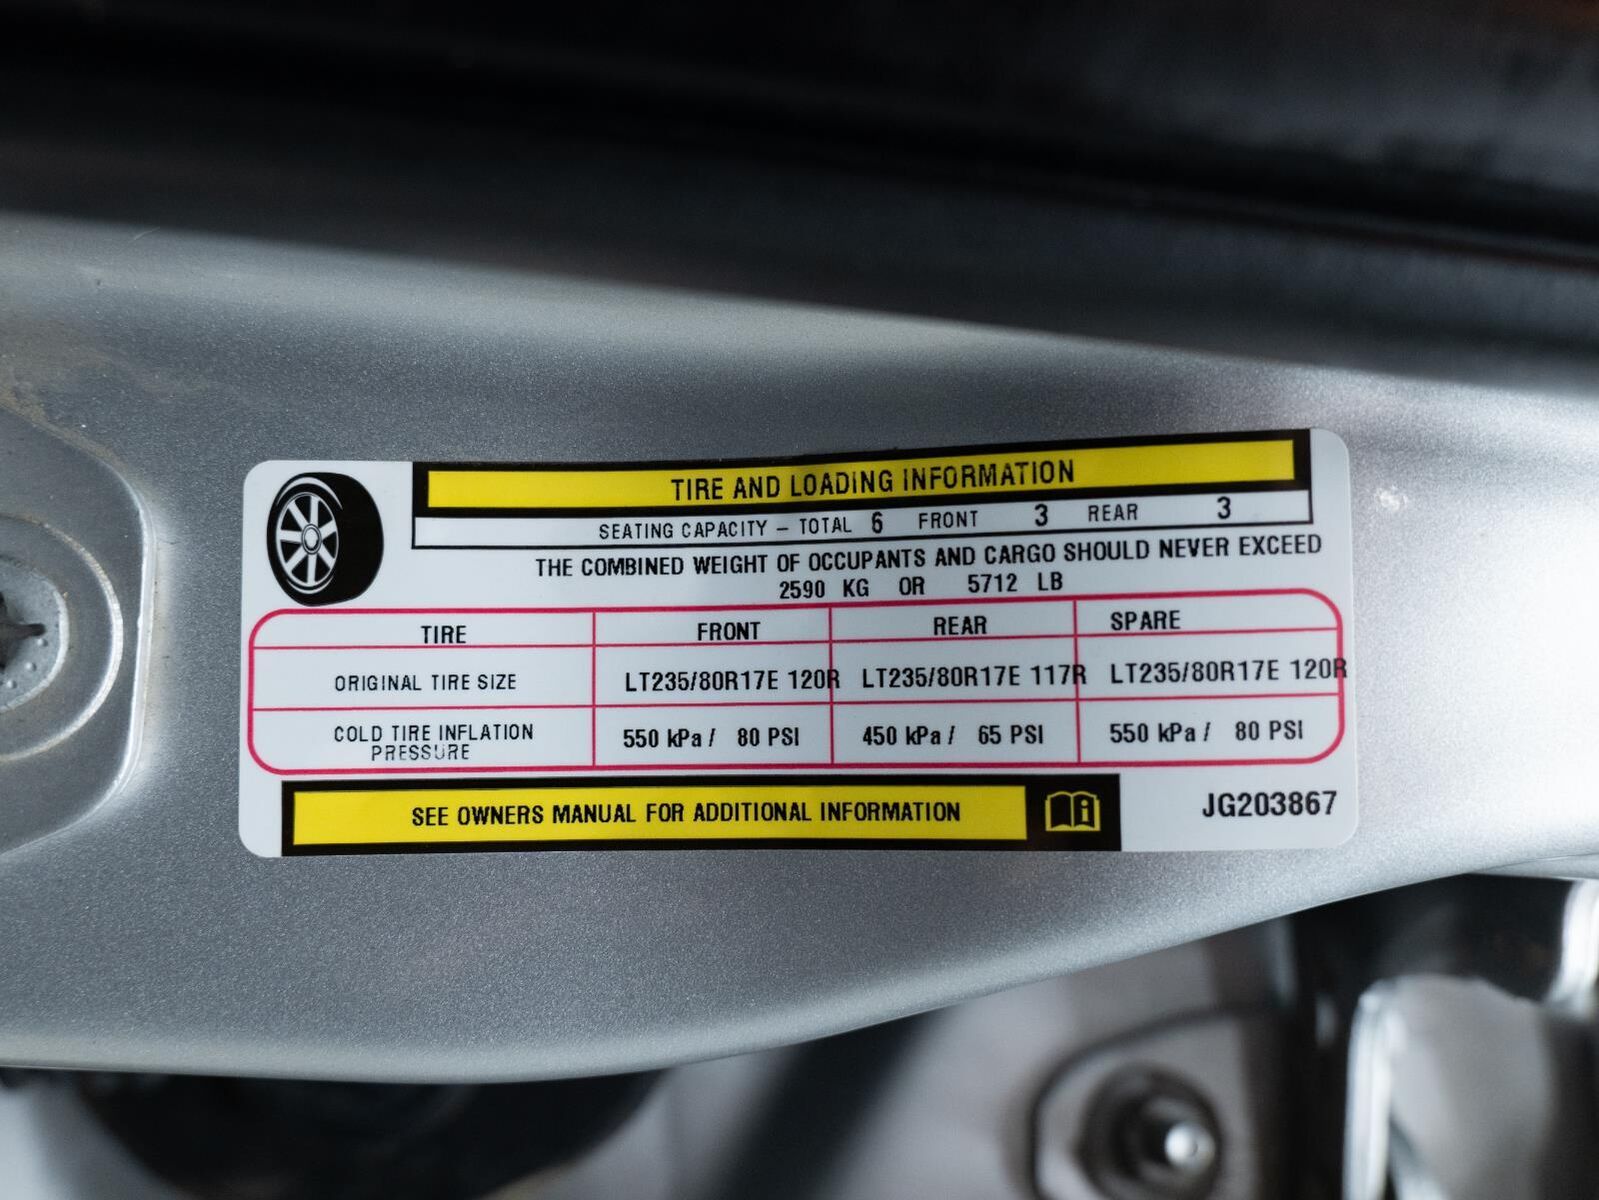 TIRE AND LOADING INFORMATION
SEATING CAPACITY – TOTAL 6 FRONT 3 REAR 3
THE COMBINED WEIGHT OF OCCUPANTS AND CARGO SHOULD NEVER EXCEED
2590 KG OR 5712 LB
TIRE FRONT REAR SPARE
ORIGINAL TIRE SIZE LT235/80R17E 120R LT235/80R17E 117R LT235/80R17E 120R
COLD TIRE INFLATION
PRESSURE 550 kPa / 80 PSI 450 kPa / 65 PSI 550 kPa / 80 PSI
SEE OWNERS MANUAL FOR ADDITIONAL INFORMATION
JG203867